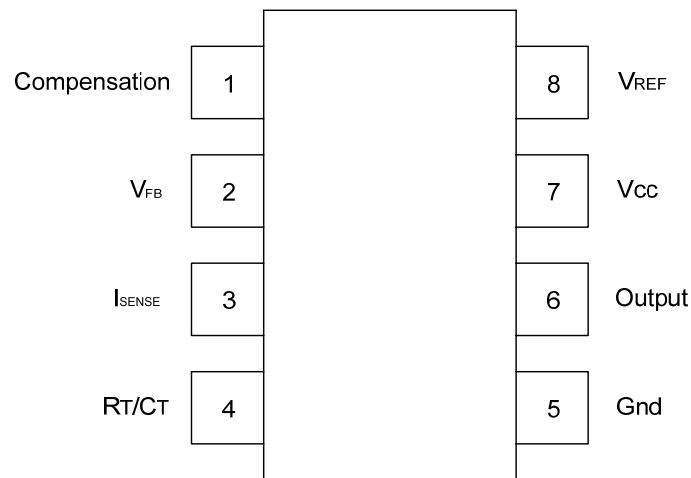 Compensation 1 8 VREF
VFB 2 7 Vcc
ISENSE 3 6 Output
RT/CT 4 5 Gnd